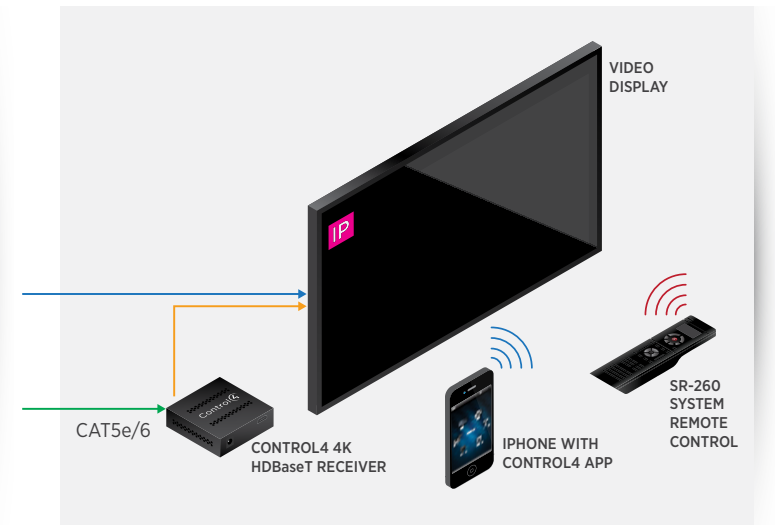 VIDEO
DISPLAY
IP
Control4
CAT5e/6
CONTROL4 4K
HDBaseT RECEIVER
IPHONE WITH
CONTROL4 APP
SR-260
SYSTEM
REMOTE
CONTROL